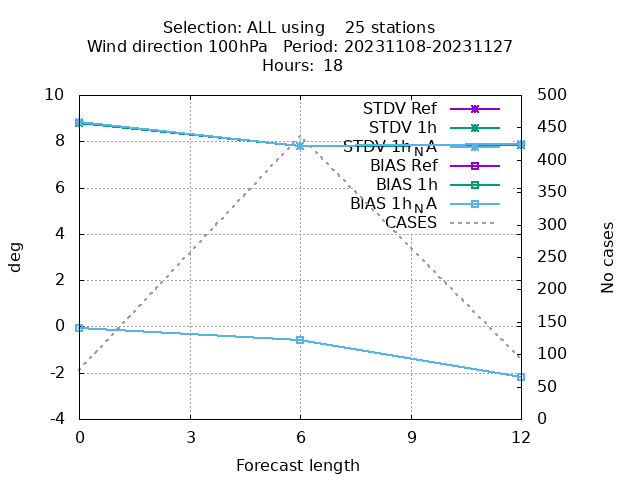 Selection: ALL using    25 stations
Wind direction 100hPa   Period: 20231108-20231127
Hours: 18
10
8
6
4
2
0
-2
-4
500
450
400
350
300
250
200
150
100
50
0
STDV Ref
STDV 1h
STDV 1h_NA
BIAS Ref
BIAS 1h
BIAS 1h_NA
CASES
deg
No cases
0 3 6 9 12
Forecast length